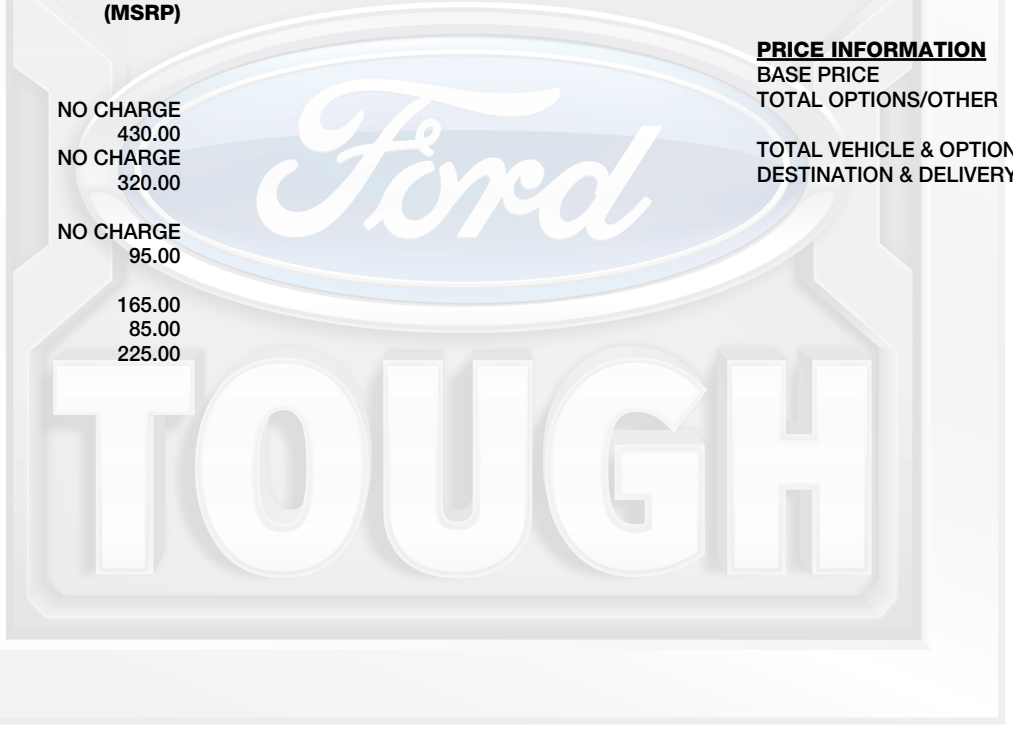 (MSRP)
NO CHARGE
430.00
NO CHARGE
320.00
NO CHARGE
95.00
165.00
85.00
225.00
PRICE INFORMATION
BASE PRICE
TOTAL OPTIONS/OTHER
TOTAL VEHICLE & OPTION
DESTINATION & DELIVERY
Ford
TOUGH